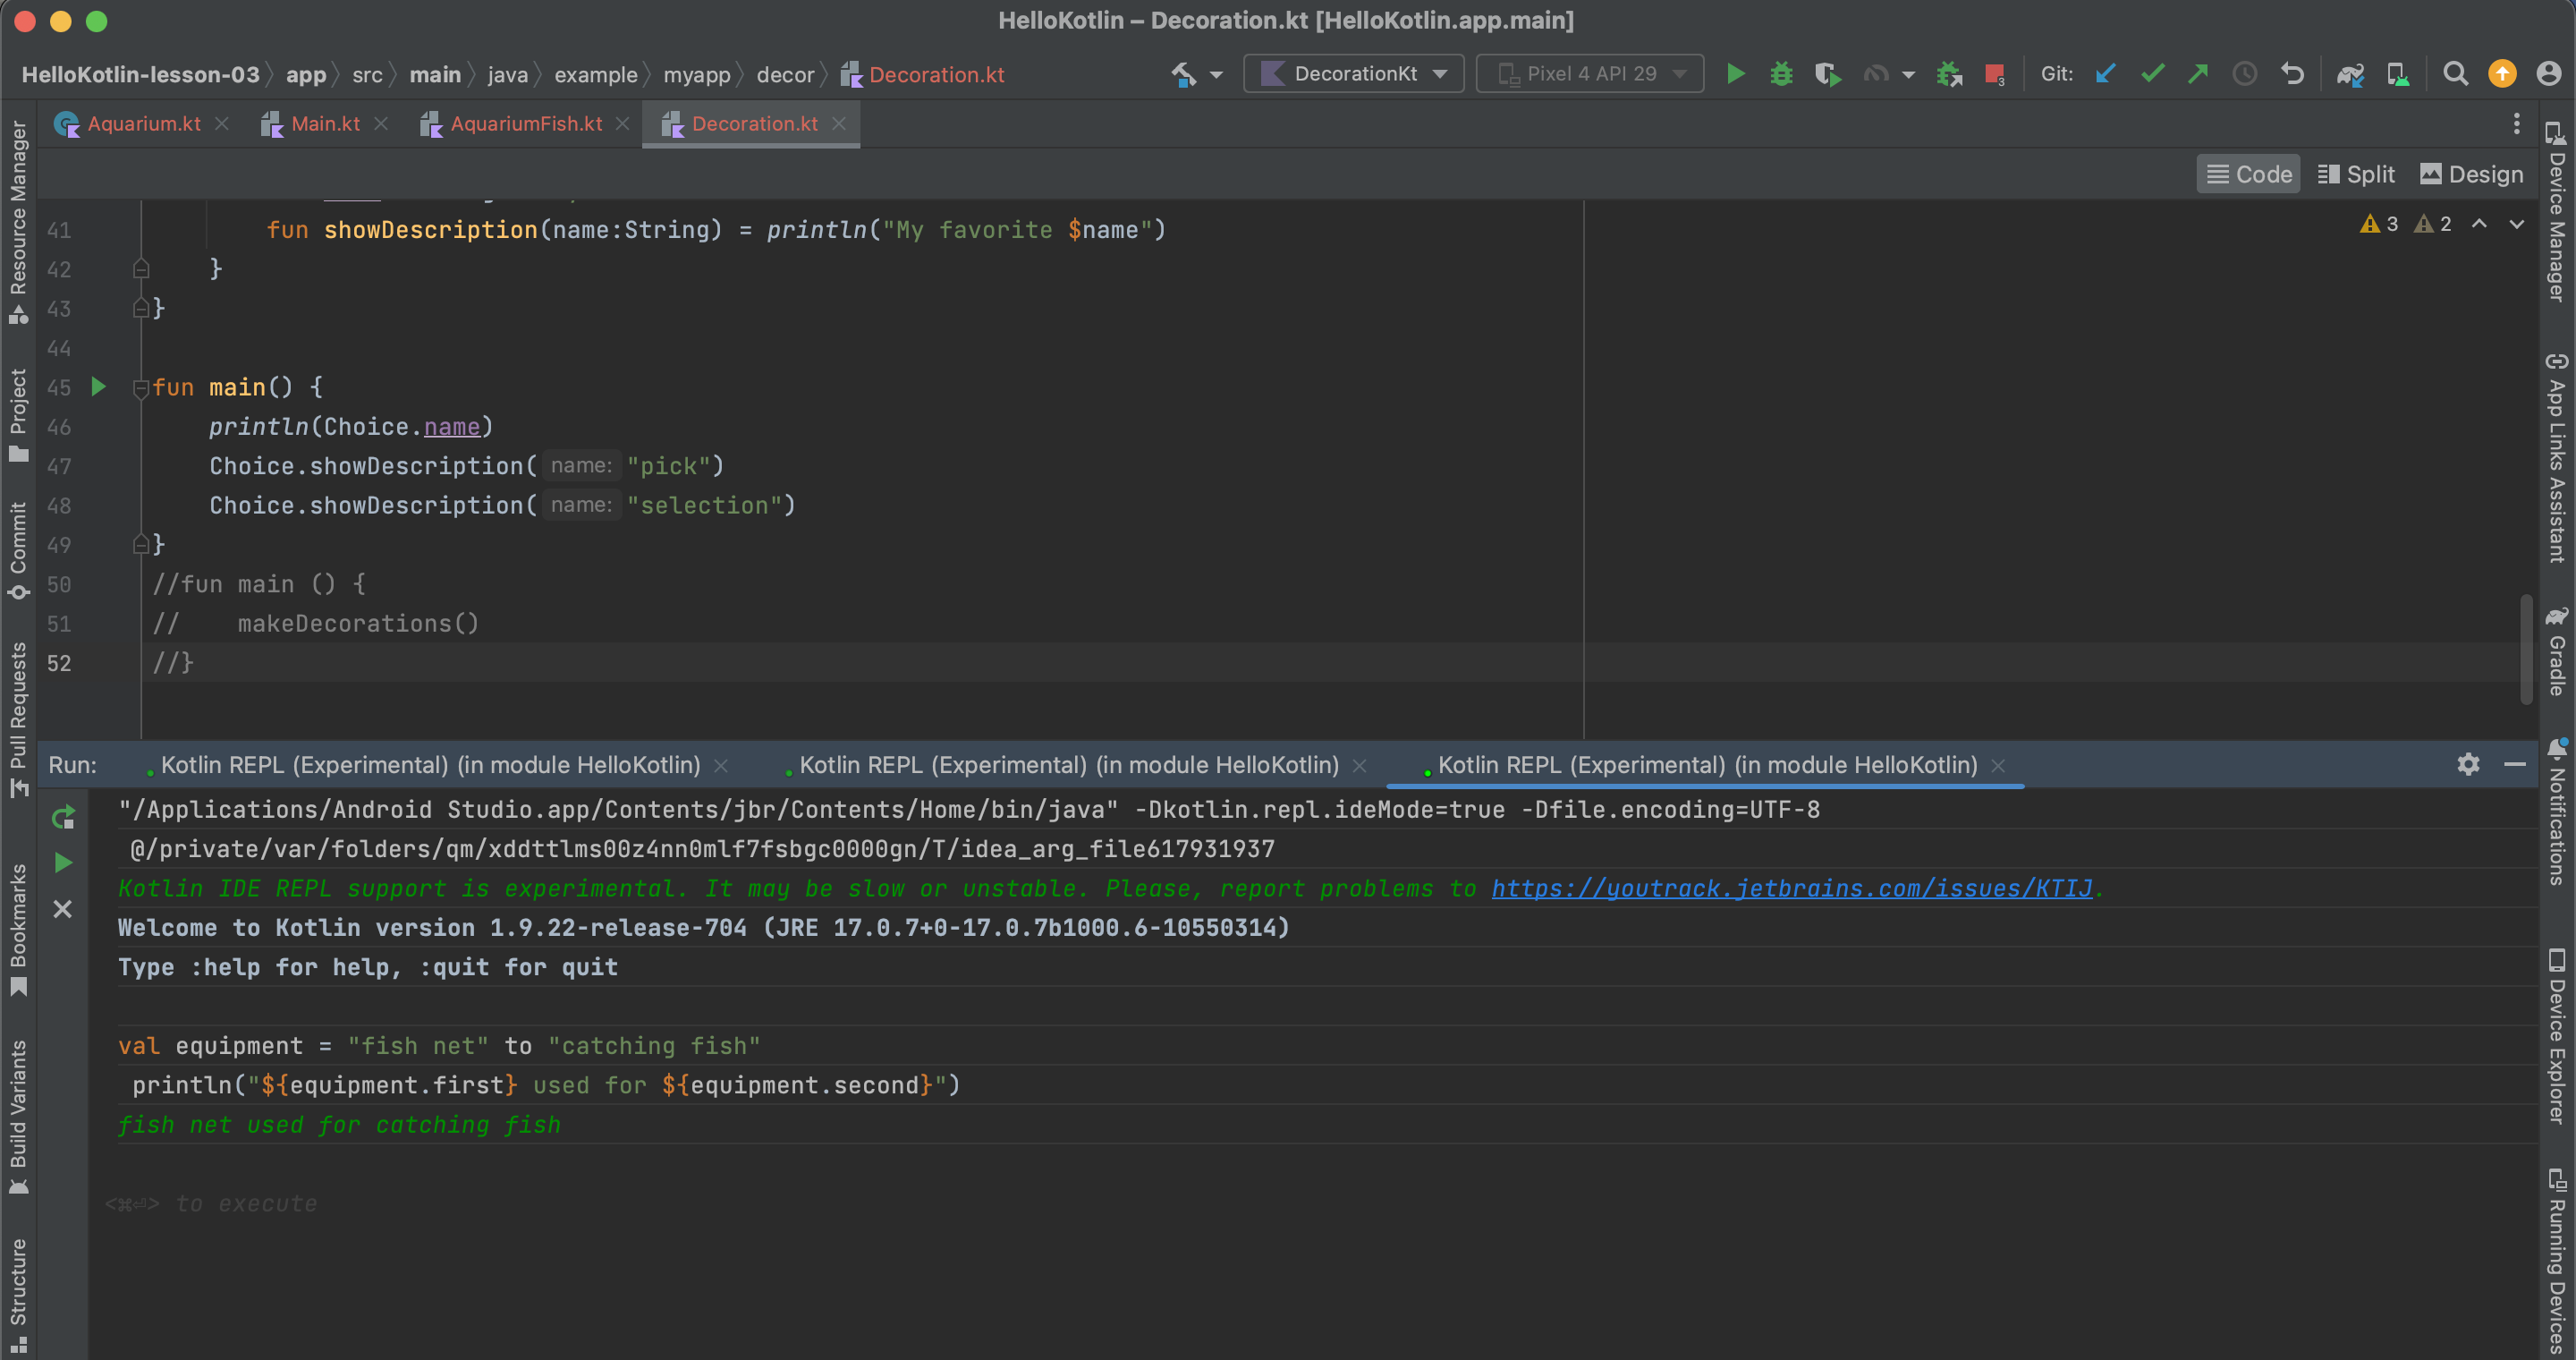 HelloKotlin – Decoration.kt [HelloKotlin.app.main]
HelloKotlin-lesson-03 app src main java example myapp decor Decoration.kt DecorationKt Pixel 4 API 29 3 Git:
Aquarium.kt Main.kt AquariumFish.kt Decoration.kt
Code Split Design
3 2
41 fun showDescription(name:String) = println("My favorite $name")
42 }
43 }
44
45 fun main() {
46 println(Choice.name)
47 Choice.showDescription( name: "pick")
48 Choice.showDescription( name: "selection")
49 }
50 //fun main () {
51 // makeDecorations()
52 //}
Run: Kotlin REPL (Experimental) (in module HelloKotlin) Kotlin REPL (Experimental) (in module HelloKotlin) Kotlin REPL (Experimental) (in module HelloKotlin)
"/Applications/Android Studio.app/Contents/jbr/Contents/Home/bin/java" -Dkotlin.repl.ideMode=true -Dfile.encoding=UTF-8
@/private/var/folders/qm/xddttlms00z4nn0mlf7fsbgc0000gn/T/idea_arg_file617931937
Kotlin IDE REPL support is experimental. It may be slow or unstable. Please, report problems to https://youtrack.jetbrains.com/issues/KTIJ.
Welcome to Kotlin version 1.9.22-release-704 (JRE 17.0.7+0-17.0.7b1000.6-10550314)
Type :help for help, :quit for quit
val equipment = "fish net" to "catching fish"
println("${equipment.first} used for ${equipment.second}")
fish net used for catching fish
<⌘⏎> to execute
Resource Manager
Project
Commit
Pull Requests
Bookmarks
Build Variants
Structure
Device Manager
App Links Assistant
Gradle
Notifications
Device Explorer
Running Devices